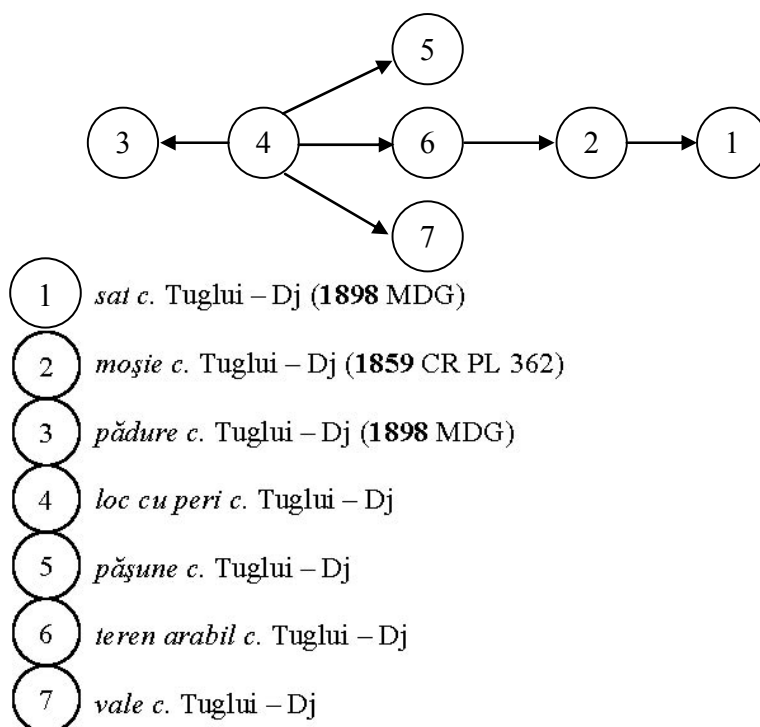 5
3 4 6 2 1
7
1 sat c. Tuglui – Dj (1898 MDG)
2 moşie c. Tuglui – Dj (1859 CR PL 362)
3 pădure c. Tuglui – Dj (1898 MDG)
4 loc cu peri c. Tuglui – Dj
5 păşune c. Tuglui – Dj
6 teren arabil c. Tuglui – Dj
7 vale c. Tuglui – Dj